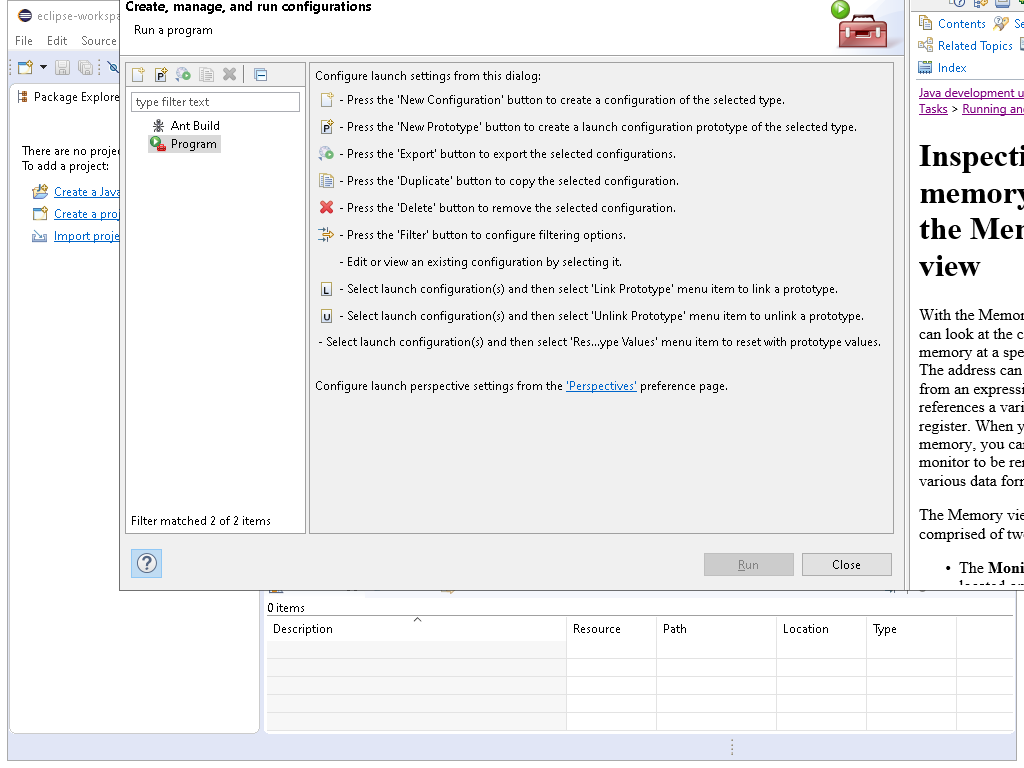 eclipse-workspa
File Edit Source
Package Explore
There are no projec
To add a project:
Create a Java
Create a proj
Import proje
Create, manage, and run configurations
Run a program
type filter text
Ant Build
Program
Filter matched 2 of 2 items
Configure launch settings from this dialog:
- Press the 'New Configuration' button to create a configuration of the selected type.
- Press the 'New Prototype' button to create a launch configuration prototype of the selected type.
- Press the 'Export' button to export the selected configurations.
- Press the 'Duplicate' button to copy the selected configuration.
- Press the 'Delete' button to remove the selected configuration.
- Press the 'Filter' button to configure filtering options.
- Edit or view an existing configuration by selecting it.
L - Select launch configuration(s) and then select 'Link Prototype' menu item to link a prototype.
U - Select launch configuration(s) and then select 'Unlink Prototype' menu item to unlink a prototype.
- Select launch configuration(s) and then select 'Res...ype Values' menu item to reset with prototype values.
Configure launch perspective settings from the 'Perspectives' preference page.
Run Close
Contents Se
Related Topics
Index
Java development u
Tasks > Running and
Inspecti
memory
the Mem
view
With the Memor
can look at the c
memory at a spe
The address can
from an expressi
references a vari
register. When y
memory, you can
monitor to be ren
various data form
The Memory vie
comprised of two
• The Moni
0 items
Description Resource Path Location Type